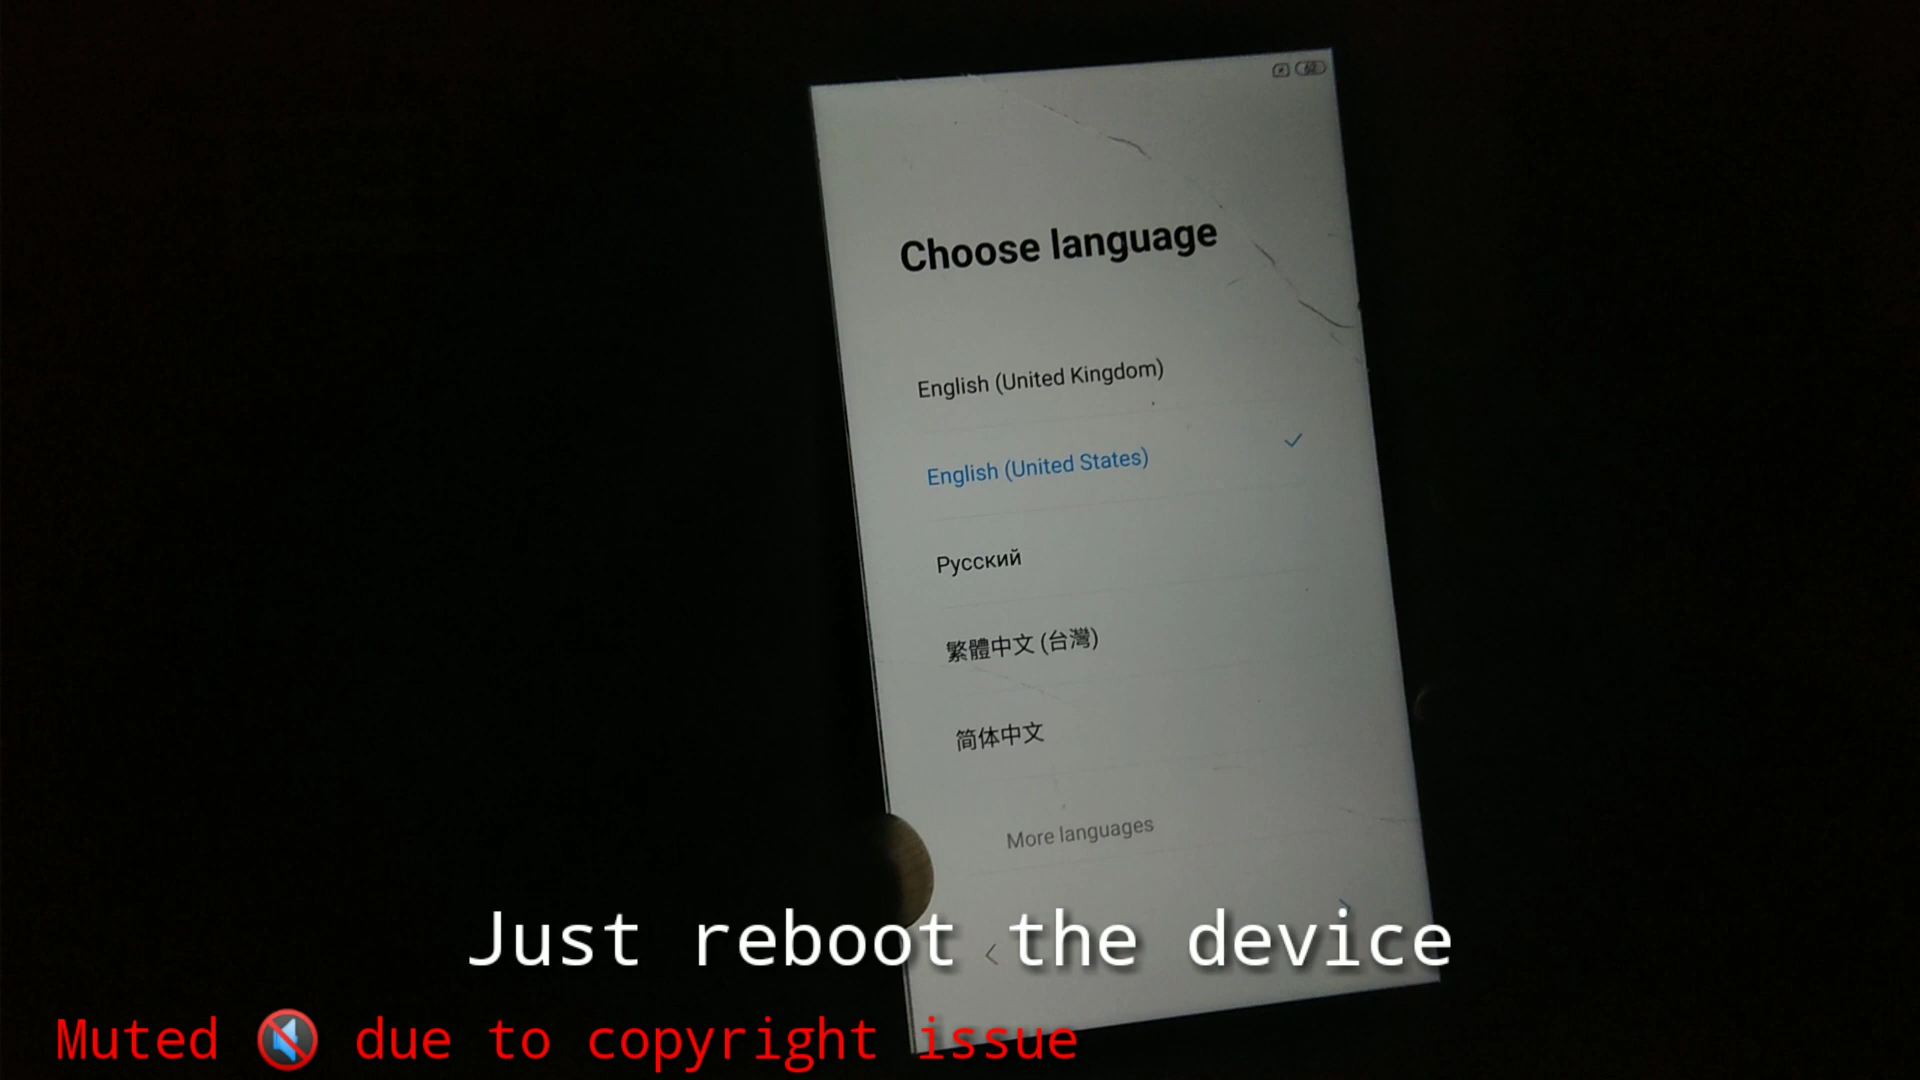 62
Choose language
English (United Kingdom)
English (United States)
Русский
繁體中文 (台灣)
简体中文
More languages
Just reboot the device
Muted 🔇 due to copyright issue